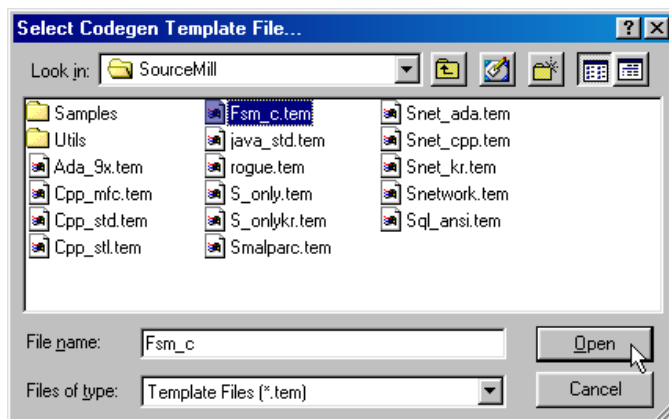 Select Codegen Template File...
Look in: SourceMill
Samples Fsm_c.tem Snet_ada.tem
Utils java_std.tem Snet_cpp.tem
Ada_9x.tem rogue.tem Snet_kr.tem
Cpp_mfc.tem S_only.tem Snetwork.tem
Cpp_std.tem S_onlykr.tem Sql_ansi.tem
Cpp_stl.tem Smalparc.tem
File name: Fsm_c Open
Files of type: Template Files (*.tem) Cancel